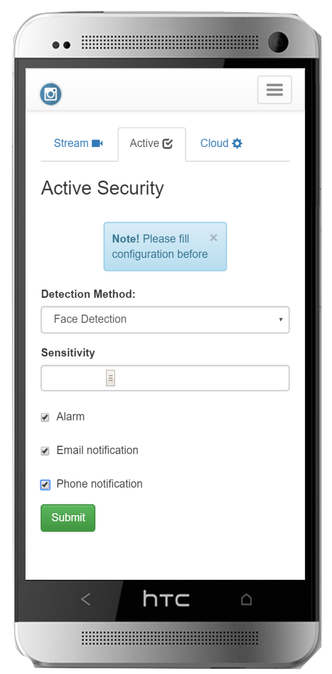 Stream Active Cloud
Active Security
Note! Please fill ×
configuration before
Detection Method:
Face Detection
Sensitivity
Alarm
Email notification
Phone notification
Submit
hTC